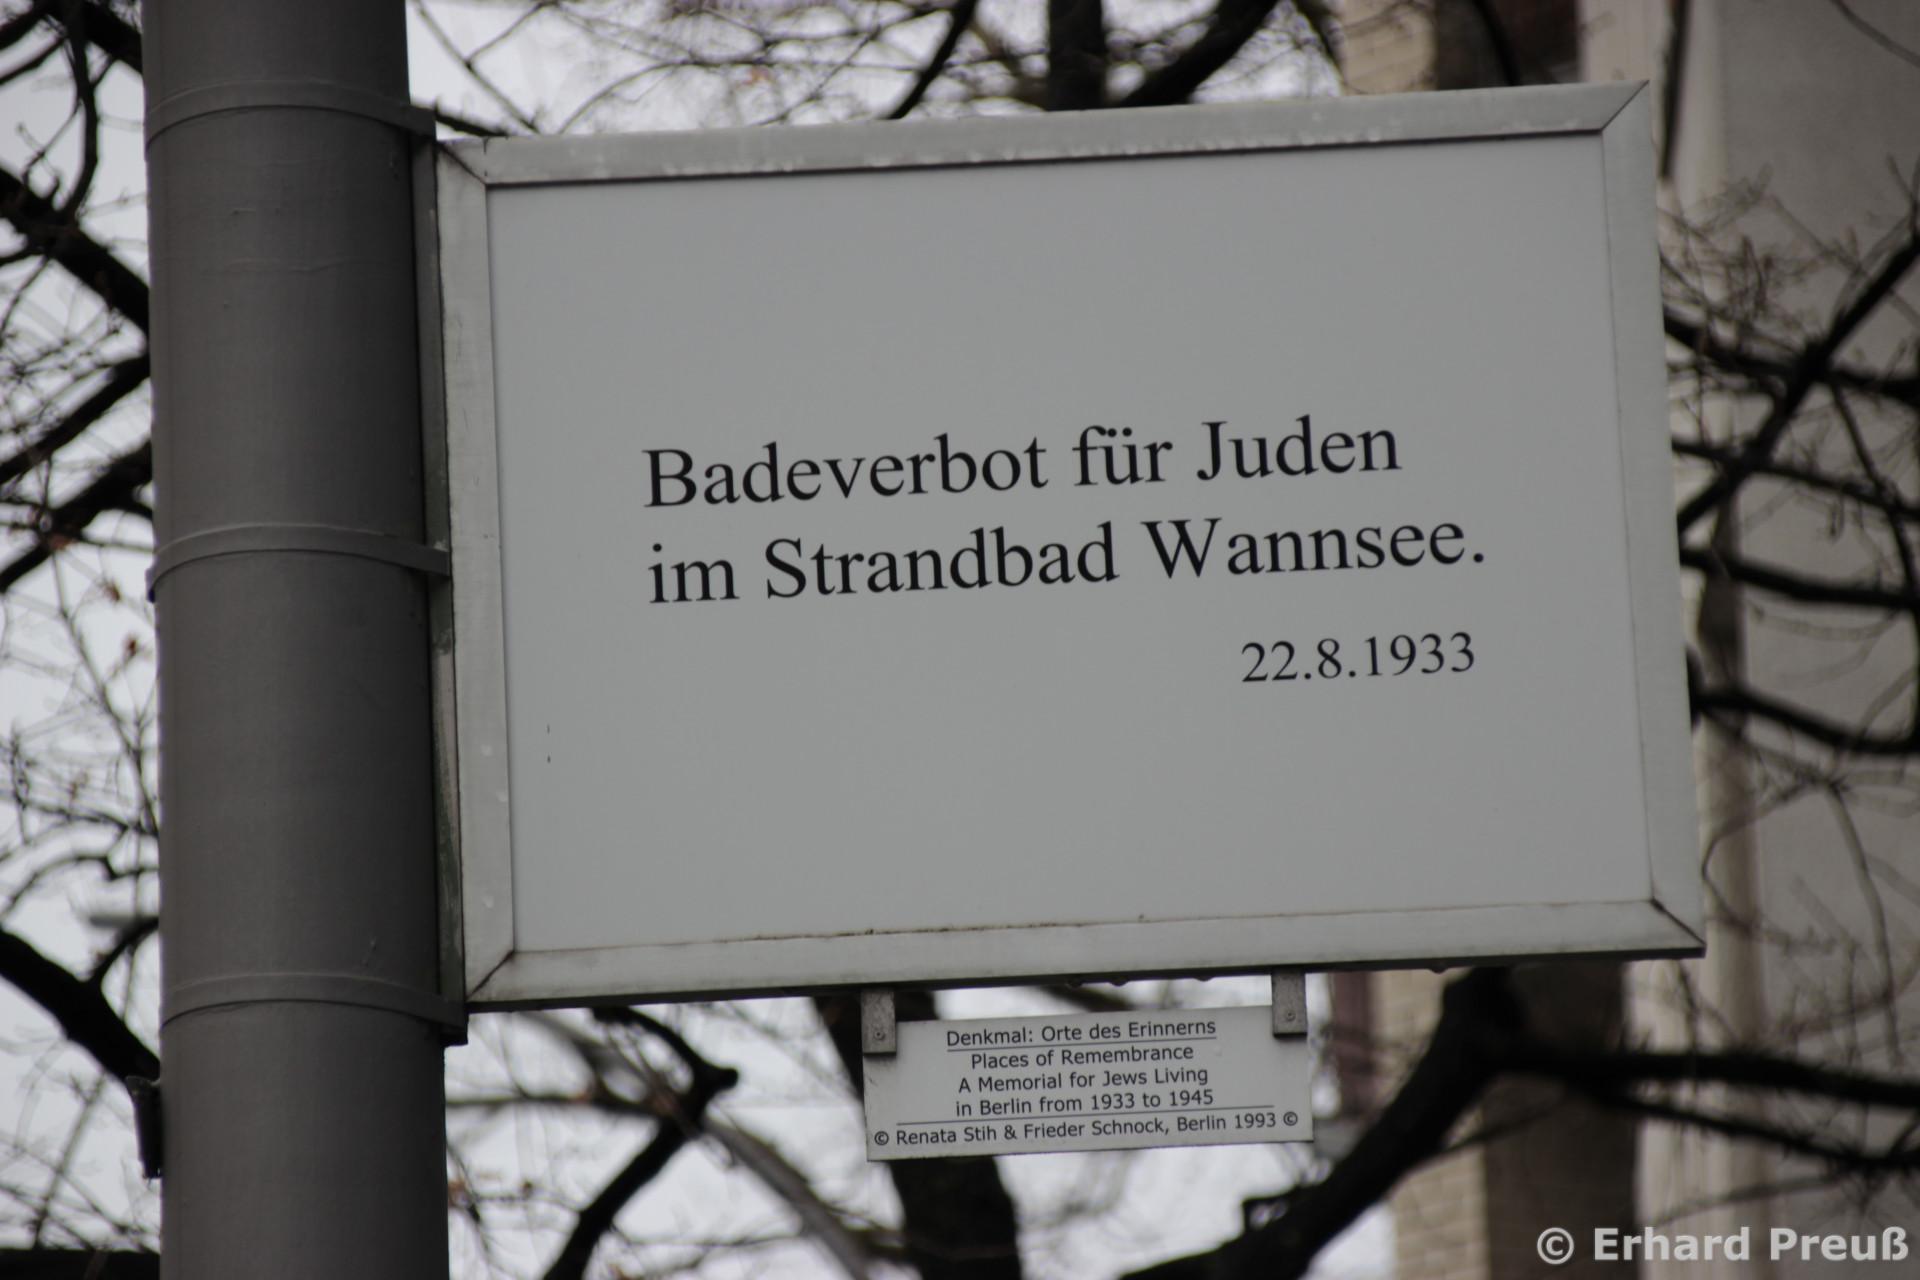 Badeverbot für Juden
im Strandbad Wannsee.
22.8.1933
Denkmal: Orte des Erinnerns
Places of Remembrance
A Memorial for Jews Living
in Berlin from 1933 to 1945
© Renata Stih & Frieder Schnock, Berlin 1993 ©
© Erhard Preuß